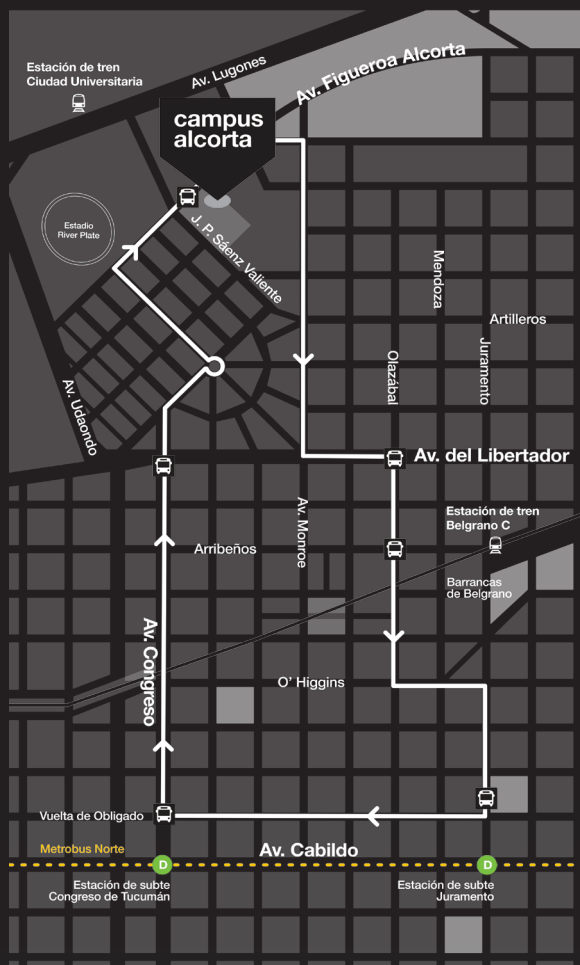 Av. Lugones
Av. Figueroa Alcorta
Estación de tren
Ciudad Universitaria
campus
alcorta
Estadio
River Plate
J. P. Sáenz Valiente
Mendoza
Artilleros
Juramento
Olazábal
Av. Udaondo
Av. del Libertador
Av. Monroe
Estación de tren
Belgrano C
Arribeños
Barrancas
de Belgrano
Av. Congreso
O' Higgins
Vuelta de Obligado
Metrobus Norte
Av. Cabildo
D
D
Estación de subte
Congreso de Tucumán
Estación de subte
Juramento